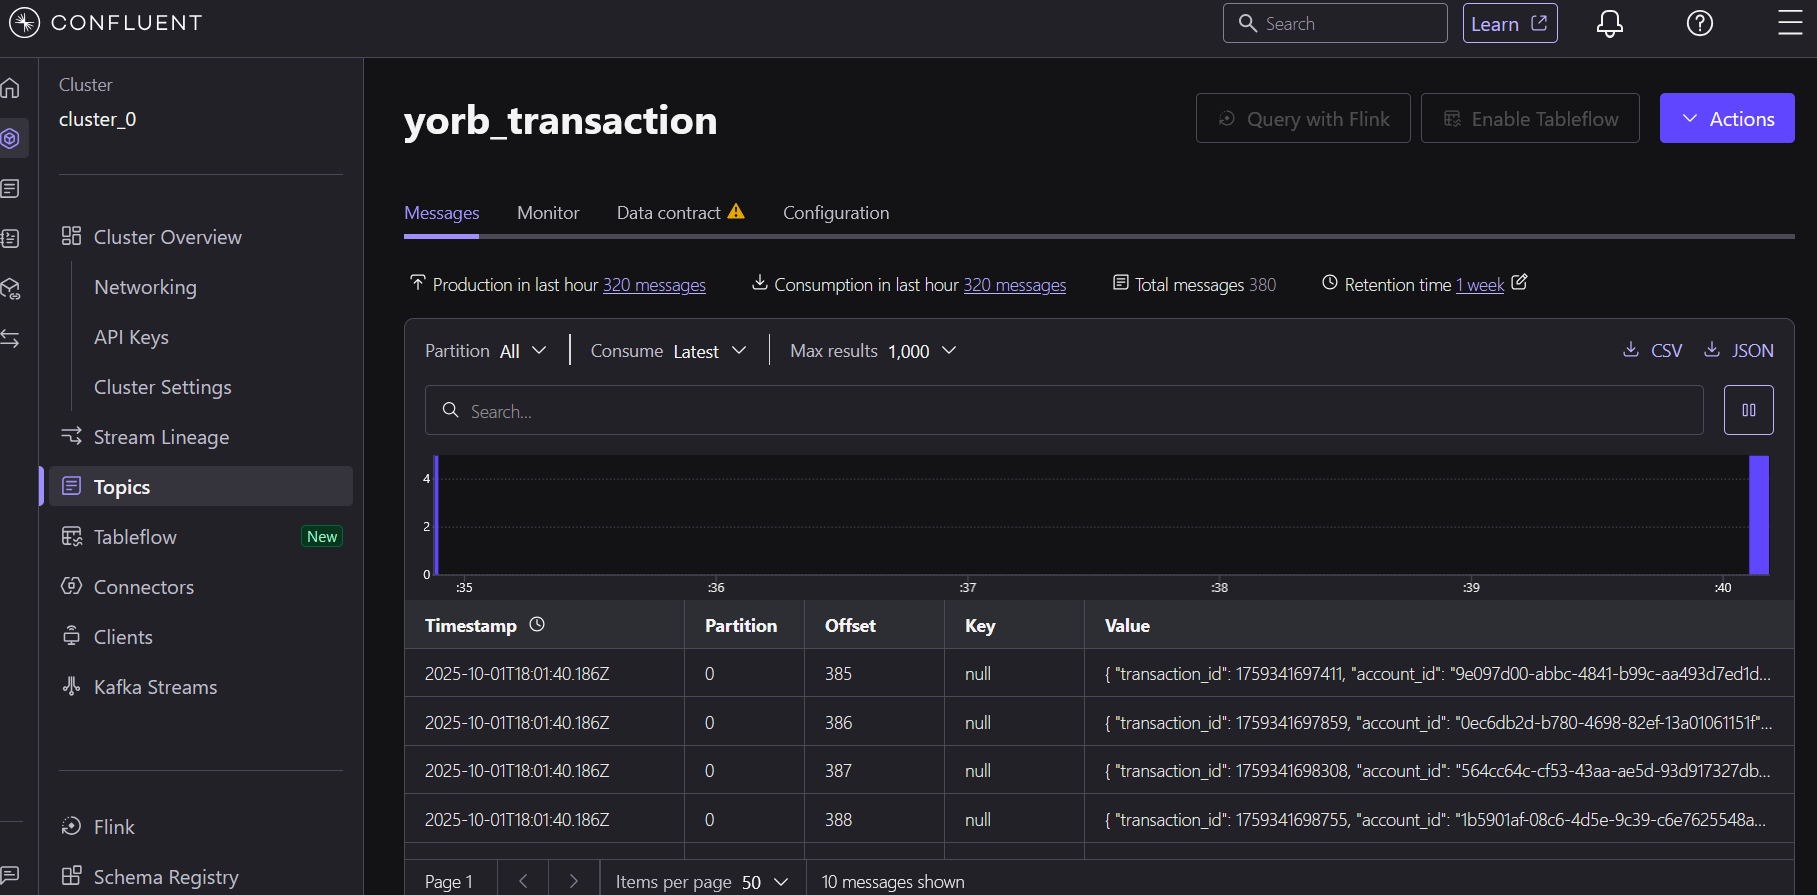 CONFLUENT
Search
Learn
Cluster
cluster_0
Cluster Overview
Networking
API Keys
Cluster Settings
Stream Lineage
Topics
Tableflow New
Connectors
Clients
Kafka Streams
Flink
Schema Registry
yorb_transaction
Query with Flink
Enable Tableflow
Actions
Messages Monitor Data contract Configuration
Production in last hour 320 messages Consumption in last hour 320 messages Total messages 380 Retention time 1 week
Partition All Consume Latest Max results 1,000 CSV JSON
Search...
4
2
0
:35 :36 :37 :38 :39 :40
Timestamp Partition Offset Key Value
2025-10-01T18:01:40.186Z 0 385 null { "transaction_id": 1759341697411, "account_id": "9e097d00-abbc-4841-b99c-aa493d7ed1d...
2025-10-01T18:01:40.186Z 0 386 null { "transaction_id": 1759341697859, "account_id": "0ec6db2d-b780-4698-82ef-13a01061151f"...
2025-10-01T18:01:40.186Z 0 387 null { "transaction_id": 1759341698308, "account_id": "564cc64c-cf53-43aa-ae5d-93d917327db...
2025-10-01T18:01:40.186Z 0 388 null { "transaction_id": 1759341698755, "account_id": "1b5901af-08c6-4d5e-9c39-c6e7625548a...
Page 1 Items per page 50 10 messages shown